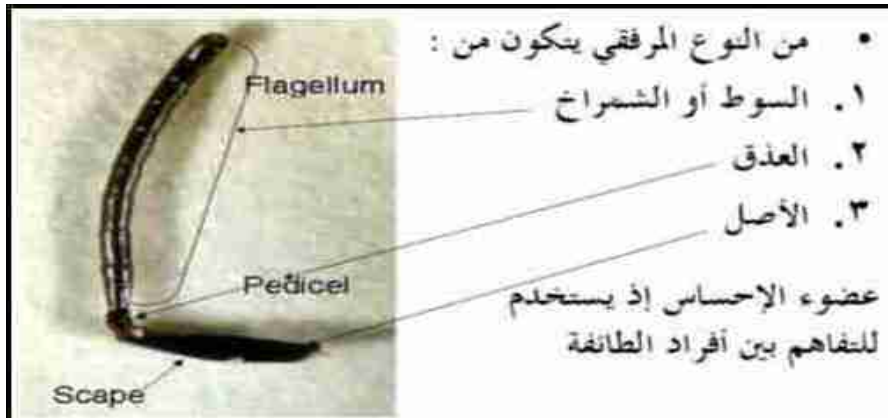 • من النوع المرفقي يتكون من :
١. السوط أو الشمراخ
٢. العذق
٣. الأصل
عضوء الإحساس إذ يستخدم
للتفاهم بين أفراد الطائفة
Flagellum
Pedicel
Scape